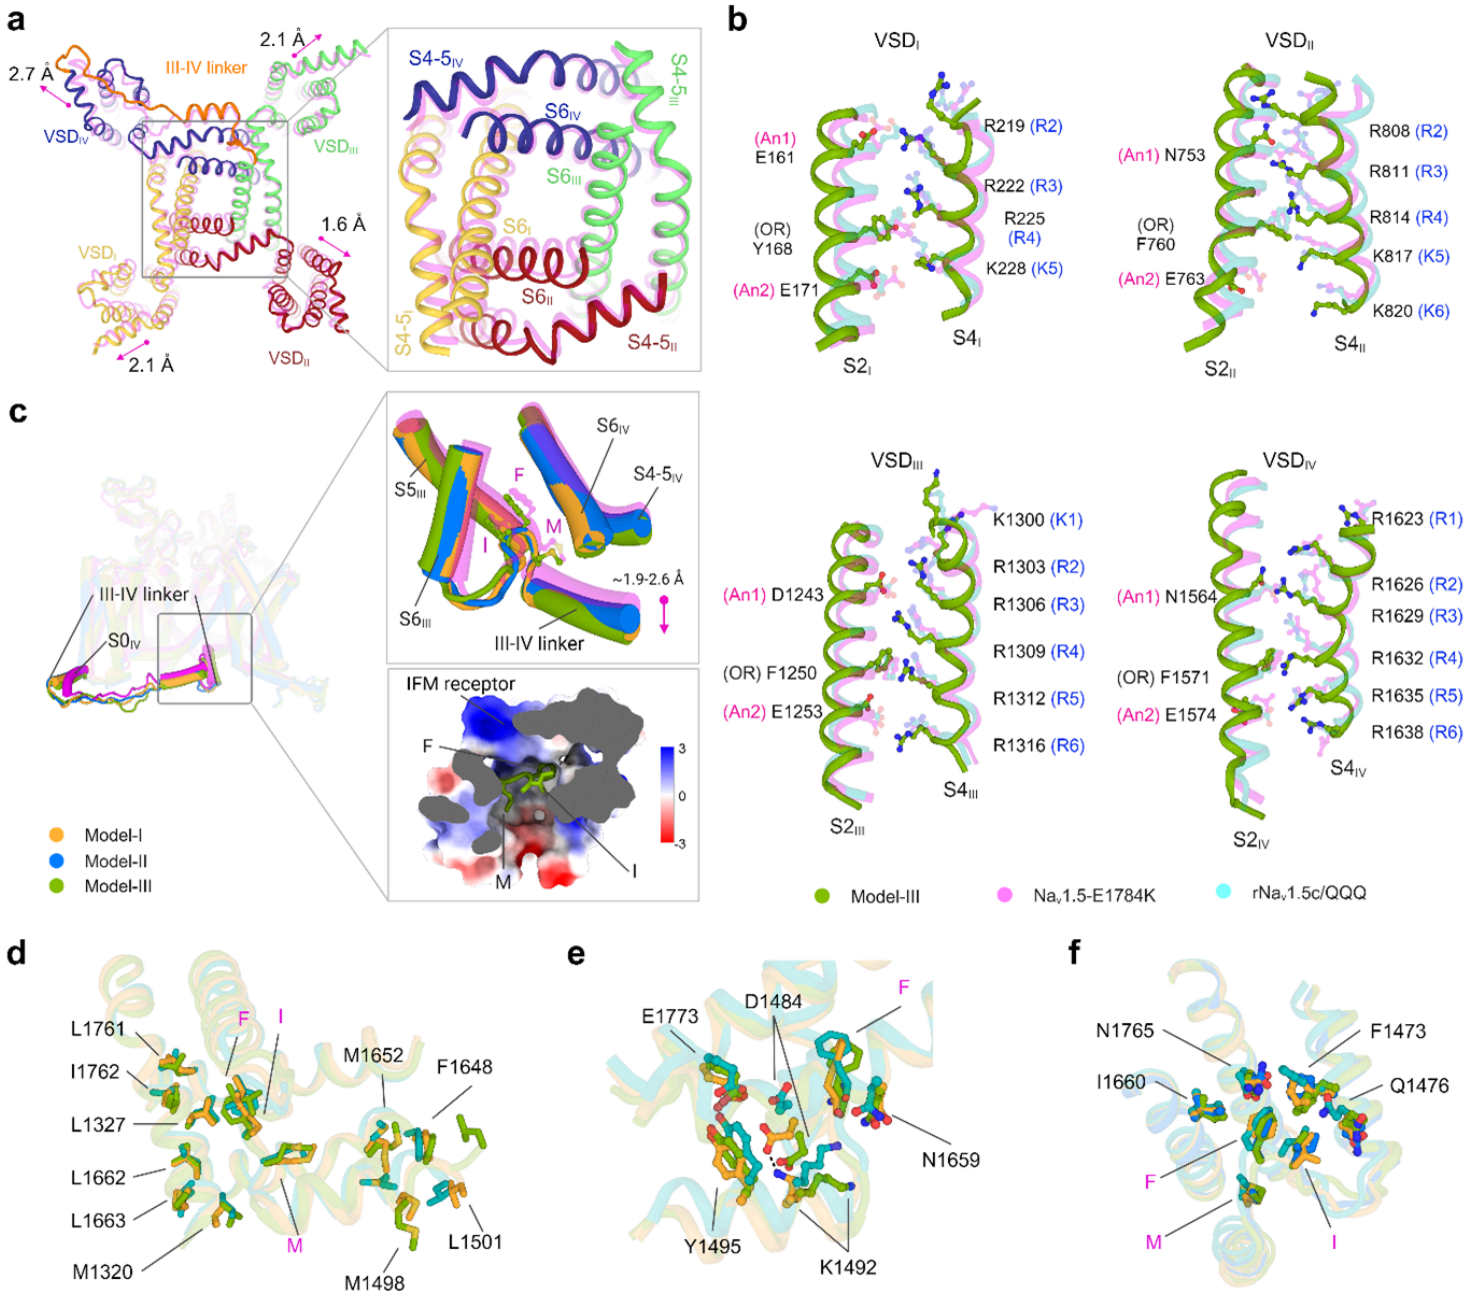 a
2.1 Å
III-IV linker
2.7 Å
VSDIV
VSDIII
1.6 Å
VSDI
VSDII
2.1 Å
S4-5IV
S4-5III
S6IV
S6III
S6I
S6II
S4-5I
S4-5II
b
VSDI
(An1)
E161
(OR)
Y168
(An2) E171
R219 (R2)
R222 (R3)
R225
(R4)
K228 (K5)
S4I
S2I
VSDII
(An1) N753
(OR)
F760
(An2) E763
R808 (R2)
R811 (R3)
R814 (R4)
K817 (K5)
K820 (K6)
S4II
S2II
VSDIII
(An1) D1243
(OR) F1250
(An2) E1253
K1300 (K1)
R1303 (R2)
R1306 (R3)
R1309 (R4)
R1312 (R5)
R1316 (R6)
S4III
S2III
VSDIV
(An1) N1564
(OR) F1571
(An2) E1574
R1623 (R1)
R1626 (R2)
R1629 (R3)
R1632 (R4)
R1635 (R5)
R1638 (R6)
S4IV
S2IV
Model-III
Nav1.5-E1784K
rNav1.5c/QQQ
c
III-IV linker
S0IV
Model-I
Model-II
Model-III
S6IV
S4-5IV
S5III
F
M
I
~1.9-2.6 Å
S6III
III-IV linker
IFM receptor
F
3
0
-3
M
I
d
L1761
I1762
L1327
L1662
L1663
M1320
F
I
M1652
F1648
M
M1498
L1501
e
E1773
D1484
F
N1659
Y1495
K1492
f
N1765
I1660
F1473
Q1476
F
M
I